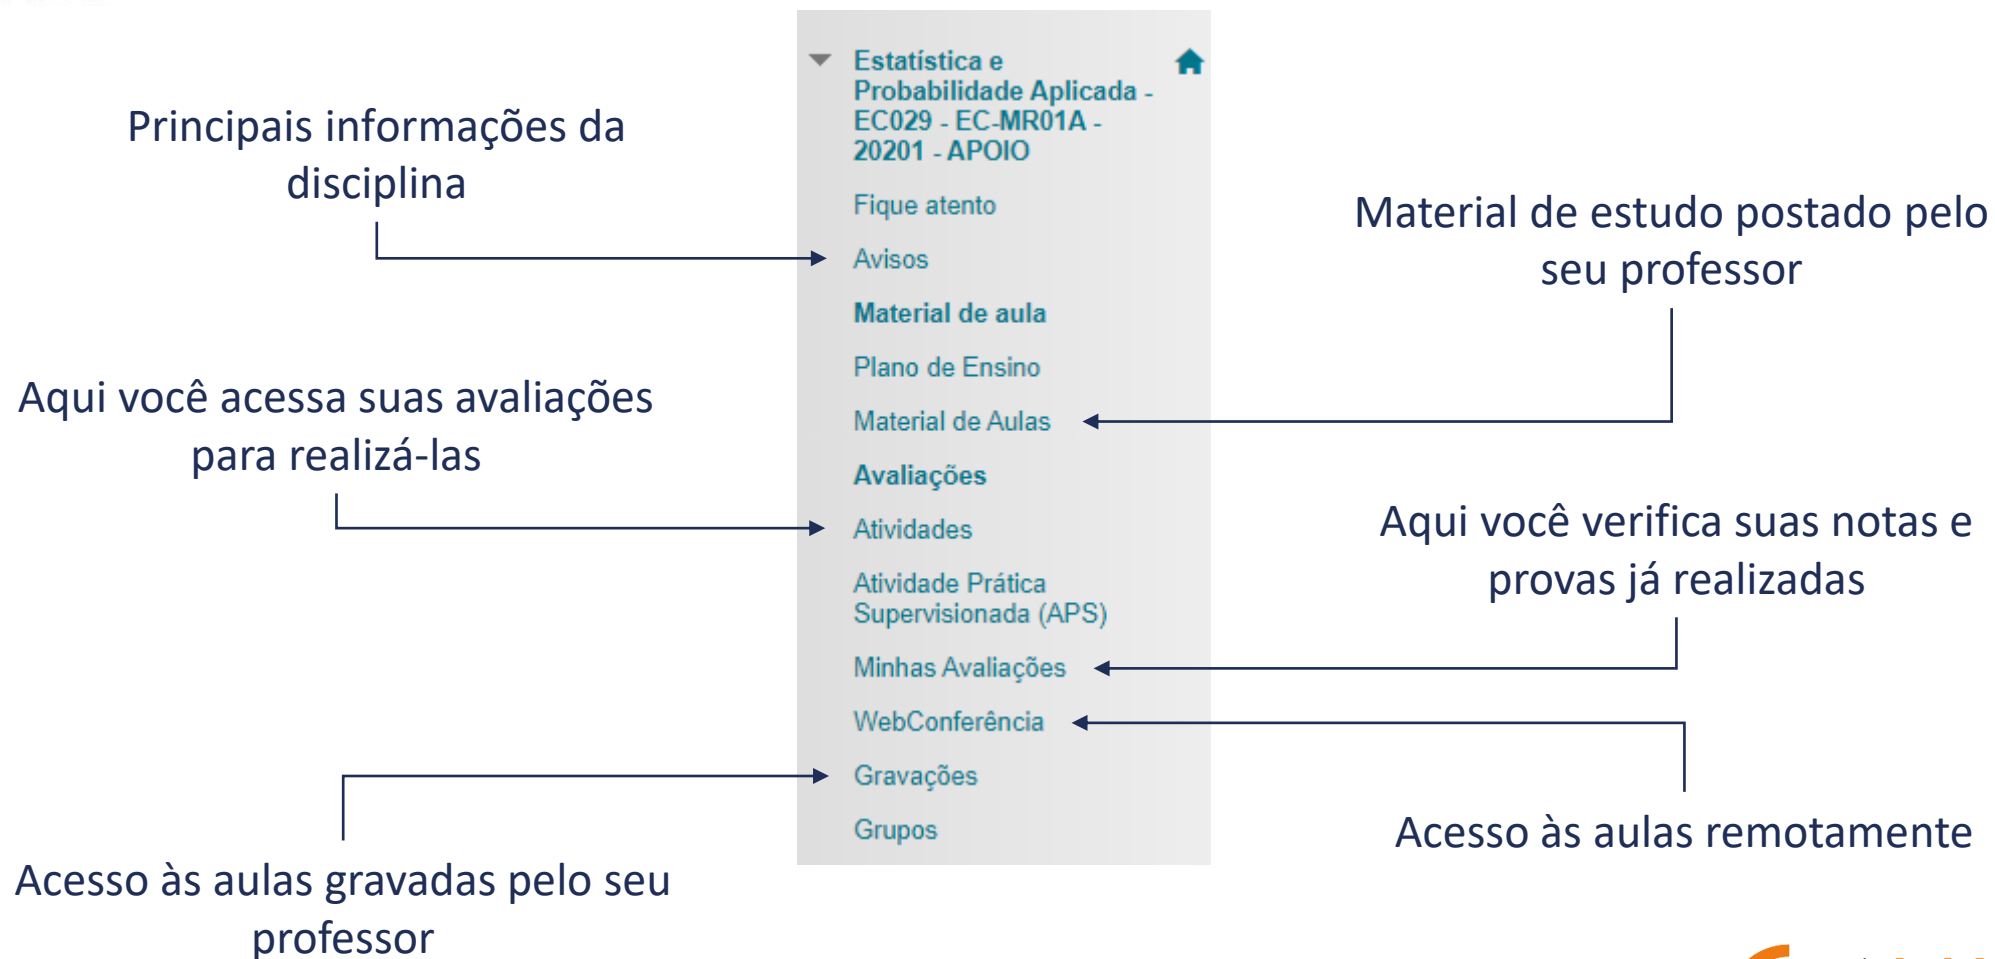 Principais informações da
disciplina
Aqui você acessa suas avaliações
para realizá-las
Acesso às aulas gravadas pelo seu
professor
Estatística e
Probabilidade Aplicada -
EC029 - EC-MR01A -
20201 - APOIO
Fique atento
Avisos
Material de aula
Plano de Ensino
Material de Aulas
Avaliações
Atividades
Atividade Prática
Supervisionada (APS)
Minhas Avaliações
WebConferência
Gravações
Grupos
Material de estudo postado pelo
seu professor
Aqui você verifica suas notas e
provas já realizadas
Acesso às aulas remotamente